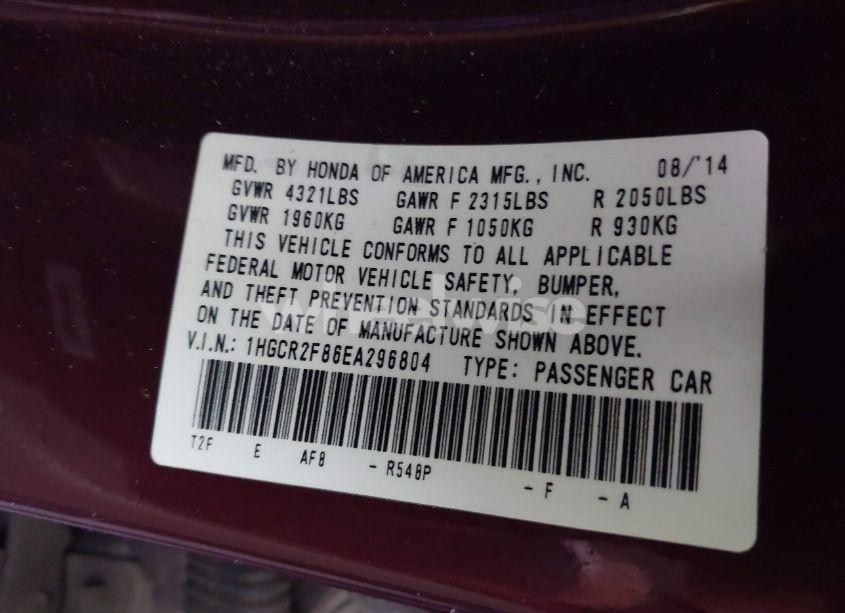 MFD. BY HONDA OF AMERICA MFG., INC. 08/'14
GVWR 4321LBS GAWR F 2315LBS R 2050LBS
GVWR 1960KG GAWR F 1050KG R 930KG
THIS VEHICLE CONFORMS TO ALL APPLICABLE
FEDERAL MOTOR VEHICLE SAFETY, BUMPER,
AND THEFT PREVENTION STANDARDS IN EFFECT
ON THE DATE OF MANUFACTURE SHOWN ABOVE.
V.I.N.: 1HGCR2F86EA296804 TYPE: PASSENGER CAR
T2F E AF8 - R548P - F - A
wheelwise